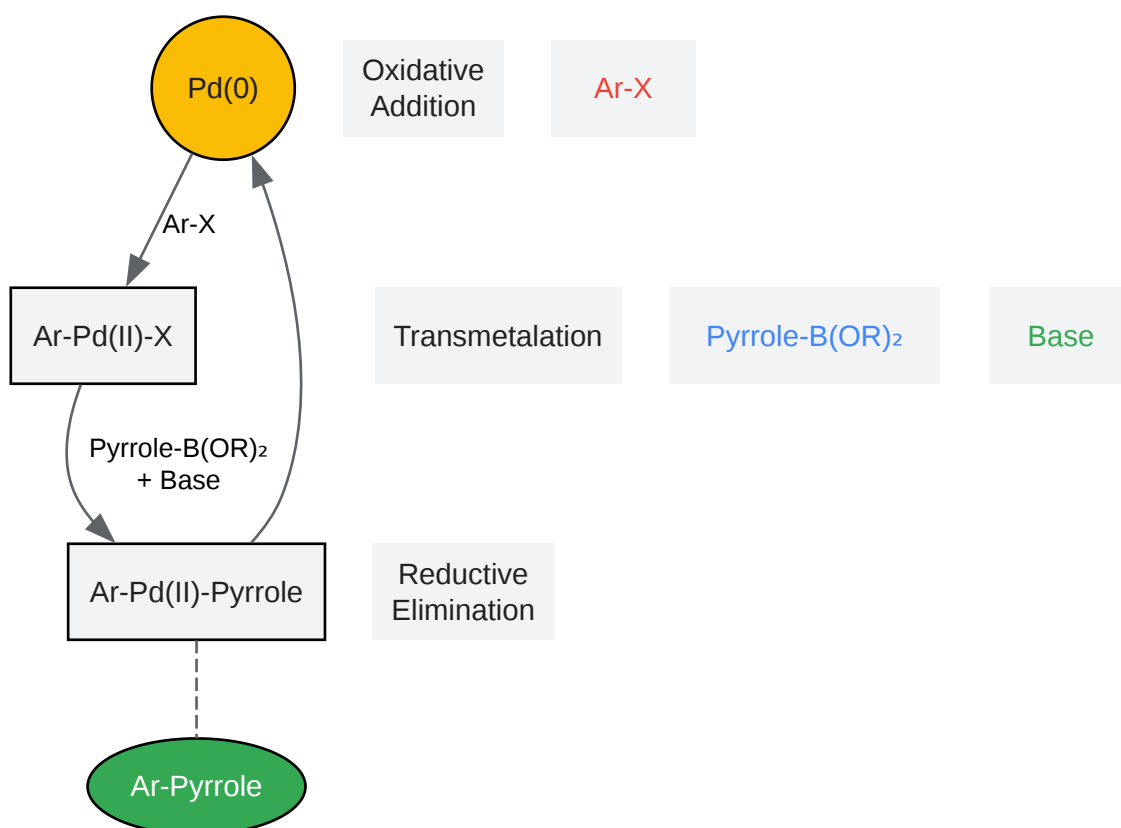 Pd(0)
Oxidative
Addition
Ar-X
Ar-X
Ar-Pd(II)-X
Transmetalation
Pyrrole-B(OR)₂
Base
Pyrrole-B(OR)₂
+ Base
Ar-Pd(II)-Pyrrole
Reductive
Elimination
Ar-Pyrrole